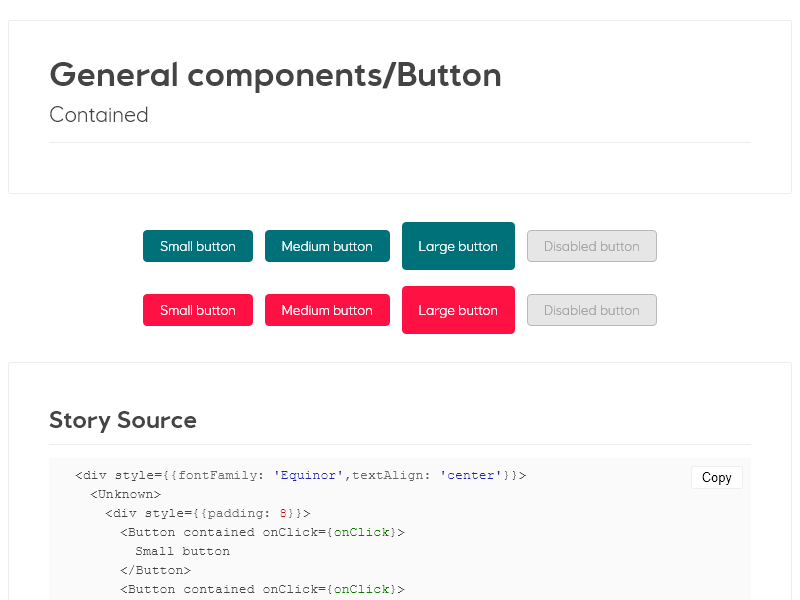 General components/Button
Contained
Small button Medium button Large button Disabled button
Small button Medium button Large button Disabled button
Story Source
Copy
<div style={{fontFamily: 'Equinor',textAlign: 'center'}}>
<Unknown>
<div style={{padding: 8}}>
<Button contained onClick={onClick}>
Small button
</Button>
<Button contained onClick={onClick}>